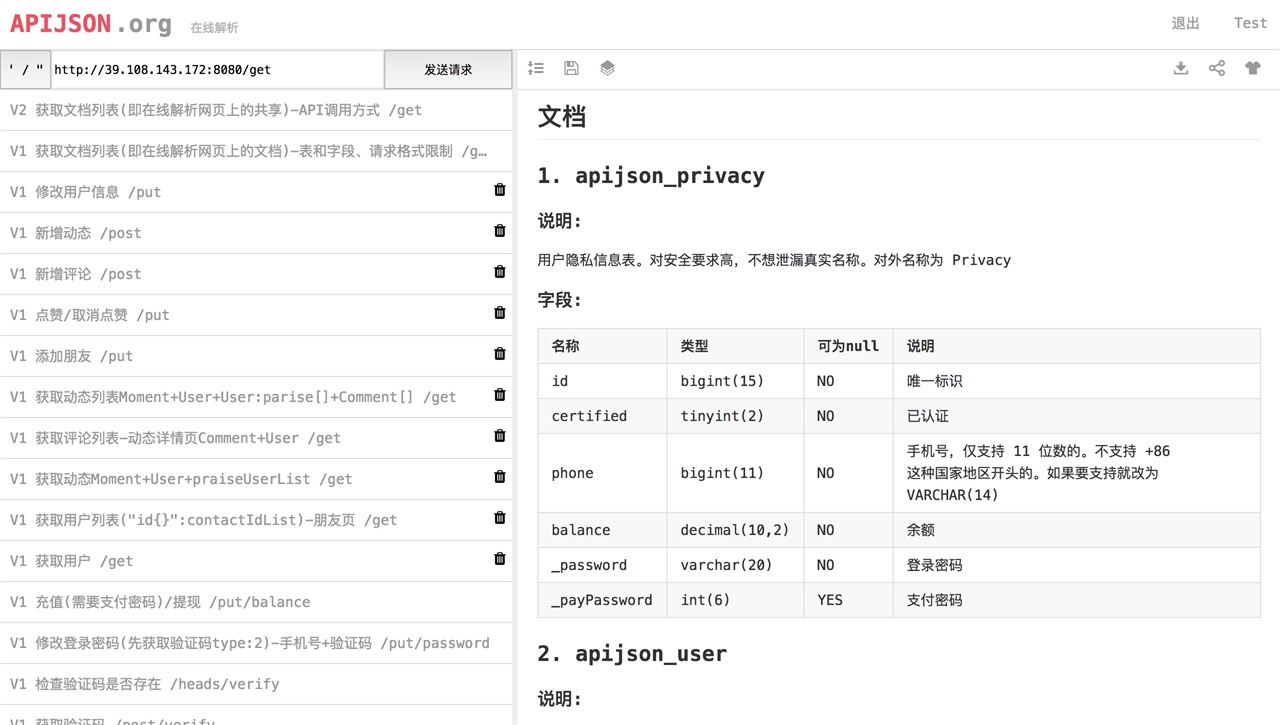 APIJSON.org 在线解析 退出 Test
' / " http://39.108.143.172:8080/get 发送请求
V2 获取文档列表(即在线解析网页上的共享)-API调用方式 /get
V1 获取文档列表(即在线解析网页上的文档)-表和字段、请求格式限制 /g…
V1 修改用户信息 /put
V1 新增动态 /post
V1 新增评论 /post
V1 点赞/取消点赞 /put
V1 添加朋友 /put
V1 获取动态列表Moment+User+User:parise[]+Comment[] /get
V1 获取评论列表-动态详情页Comment+User /get
V1 获取动态Moment+User+praiseUserList /get
V1 获取用户列表("id{}":contactIdList)-朋友页 /get
V1 获取用户 /get
V1 充值(需要支付密码)/提现 /put/balance
V1 修改登录密码(先获取验证码type:2)-手机号+验证码 /put/password
V1 检查验证码是否存在 /heads/verify
V1 获取验证码 /post/verify
文档
1. apijson_privacy
说明:
用户隐私信息表。对安全要求高，不想泄漏真实名称。对外名称为 Privacy
字段:
名称 类型 可为null 说明
id bigint(15) NO 唯一标识
certified tinyint(2) NO 已认证
phone bigint(11) NO 手机号，仅支持 11 位数的。不支持 +86
这种国家地区开头的。如果要支持就改为
VARCHAR(14)
balance decimal(10,2) NO 余额
_password varchar(20) NO 登录密码
_payPassword int(6) YES 支付密码
2. apijson_user
说明: